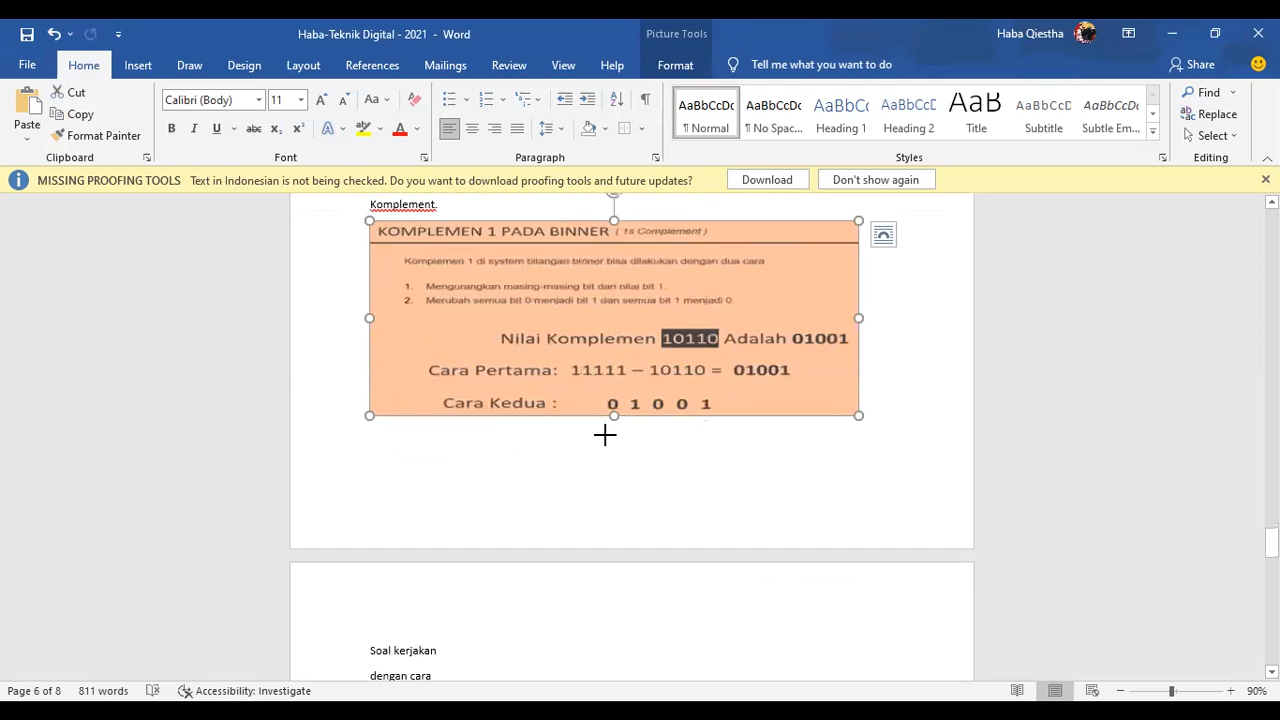 Haba-Teknik Digital - 2021 - Word
Picture Tools
Haba Qiestha
File
Home
Insert
Draw
Design
Layout
References
Mailings
Review
View
Help
Format
Tell me what you want to do
Share
Paste
Cut
Copy
Format Painter
Clipboard
Calibri (Body)
11
Font
Paragraph
AaBbCcDc
¶ Normal
AaBbCcDc
¶ No Spac...
AaBbCc
Heading 1
AaBbCcD
Heading 2
AaB
Title
AaBbCcD
Subtitle
AaBbCcDc
Subtle Em...
Styles
Find
Replace
Select
Editing
MISSING PROOFING TOOLS Text in Indonesian is not being checked. Do you want to download proofing tools and future updates?
Download
Don't show again
Komplement.
KOMPLEMEN 1 PADA BINNER ( 1s Complement )
Komplemen 1 di system bilangan binner bisa dilakukan dengan dua cara
1. Mengurangkan masing-masing bit dari nilai bit 1.
2. Merubah semua bit 0 menjadi bit 1 dan semua bit 1 menjadi 0.
Nilai Komplemen 10110 Adalah 01001
Cara Pertama: 11111 – 10110 = 01001
Cara Kedua : 0 1 0 0 1
Soal kerjakan
dengan cara
Page 6 of 8
811 words
Accessibility: Investigate
90%